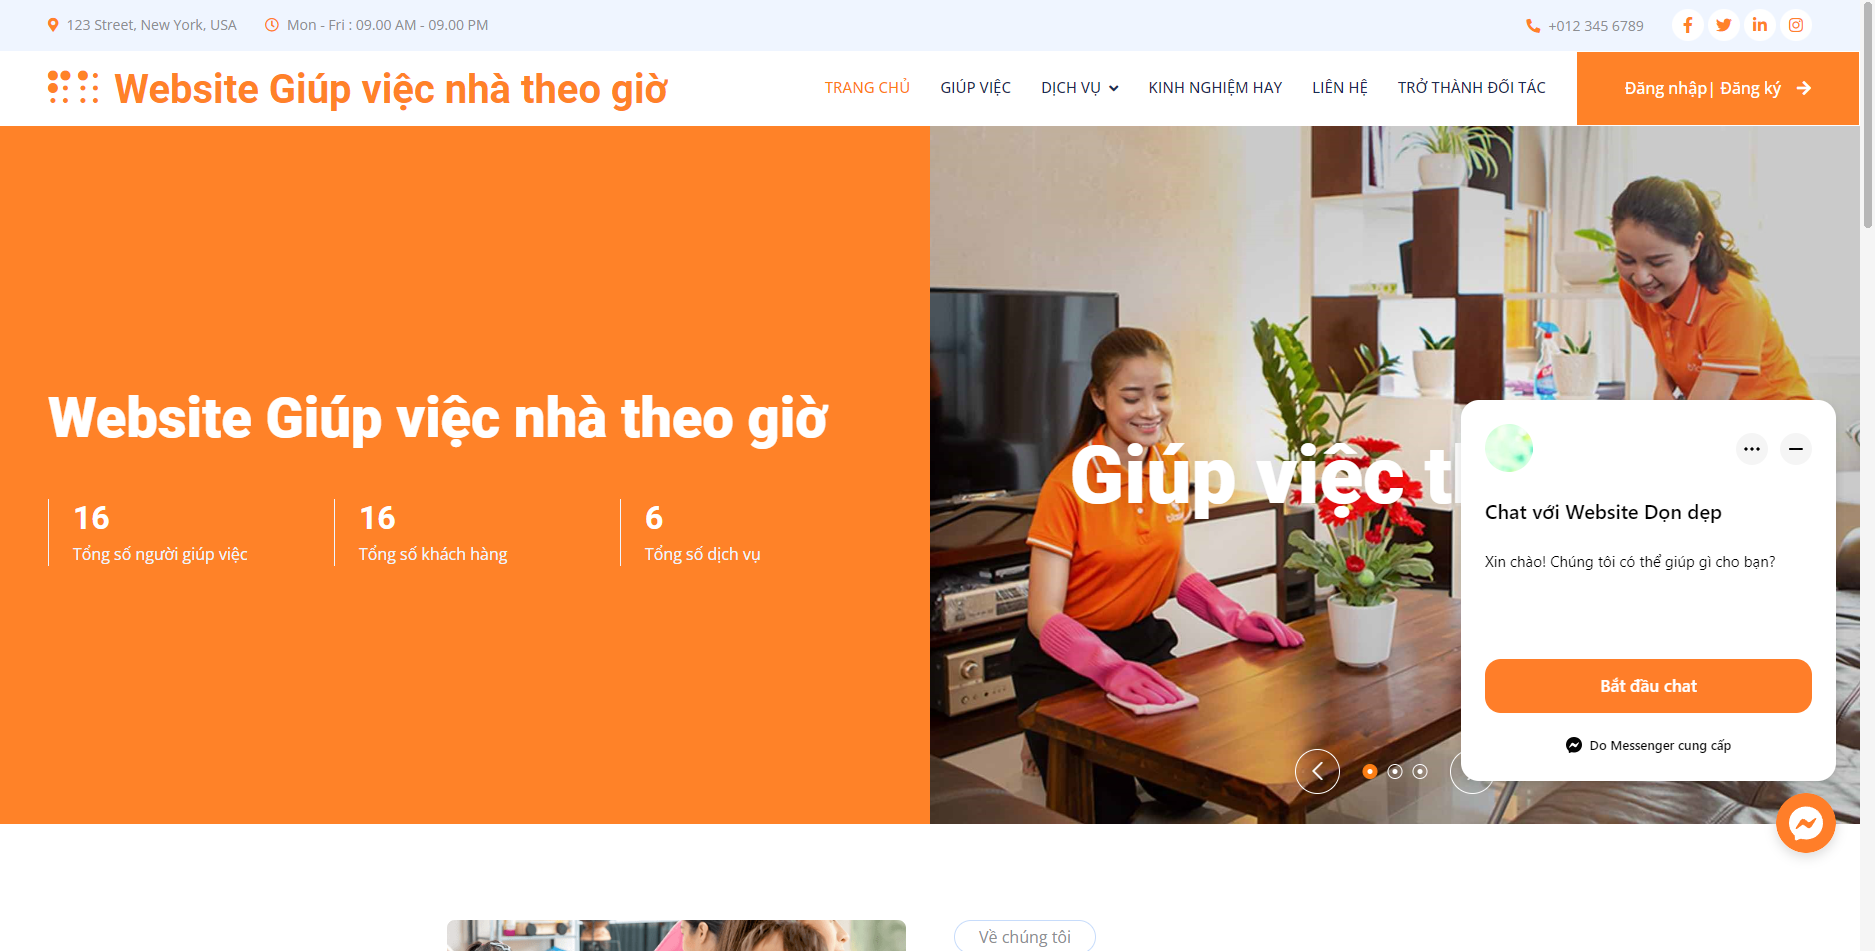 123 Street, New York, USA
Mon - Fri : 09.00 AM - 09.00 PM
+012 345 6789
Website Giúp việc nhà theo giờ
TRANG CHỦ
GIÚP VIỆC
DỊCH VỤ
KINH NGHIỆM HAY
LIÊN HỆ
TRỞ THÀNH ĐỐI TÁC
Đăng nhập| Đăng ký
Website Giúp việc nhà theo giờ
16
Tổng số người giúp việc
16
Tổng số khách hàng
6
Tổng số dịch vụ
Giúp việc
Chat với Website Dọn dẹp
Xin chào! Chúng tôi có thể giúp gì cho bạn?
Bắt đầu chat
Do Messenger cung cấp
Về chúng tôi